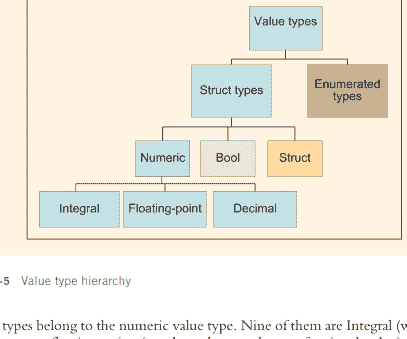 Value types
Struct types
Enumerated
types
Numeric
Bool
Struct
Integral
Floating-point
Decimal
-5 Value type hierarchy
types belong to the numeric value type. Nine of them are Integral (w